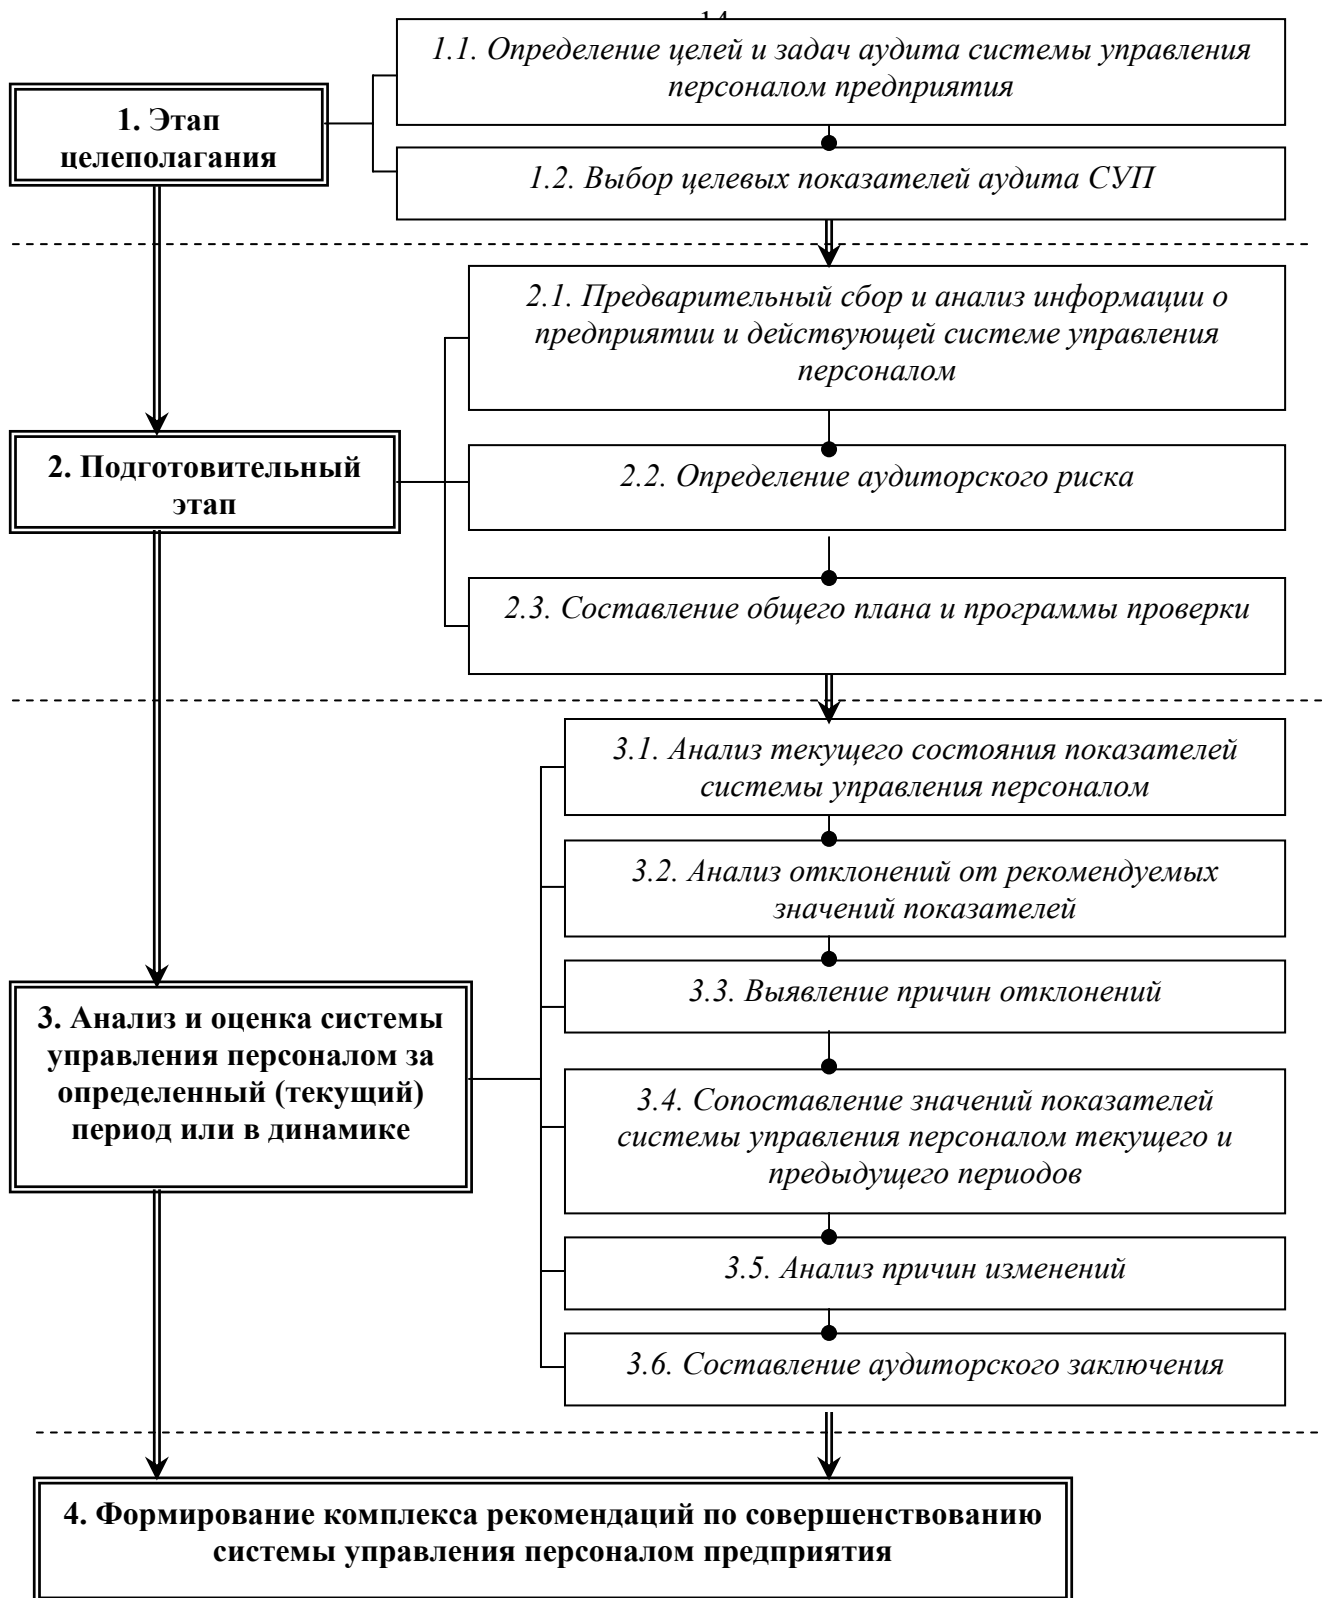 14
1.1. Определение целей и задач аудита системы управления
персоналом предприятия
1. Этап
целеполагания
1.2. Выбор целевых показателей аудита СУП
2.1. Предварительный сбор и анализ информации о
предприятии и действующей системе управления
персоналом
2. Подготовительный
этап
2.2. Определение аудиторского риска
2.3. Составление общего плана и программы проверки
3.1. Анализ текущего состояния показателей
системы управления персоналом
3.2. Анализ отклонений от рекомендуемых
значений показателей
3.3. Выявление причин отклонений
3. Анализ и оценка системы
управления персоналом за
определенный (текущий)
период или в динамике
3.4. Сопоставление значений показателей
системы управления персоналом текущего и
предыдущего периодов
3.5. Анализ причин изменений
3.6. Составление аудиторского заключения
4. Формирование комплекса рекомендаций по совершенствованию
системы управления персоналом предприятия